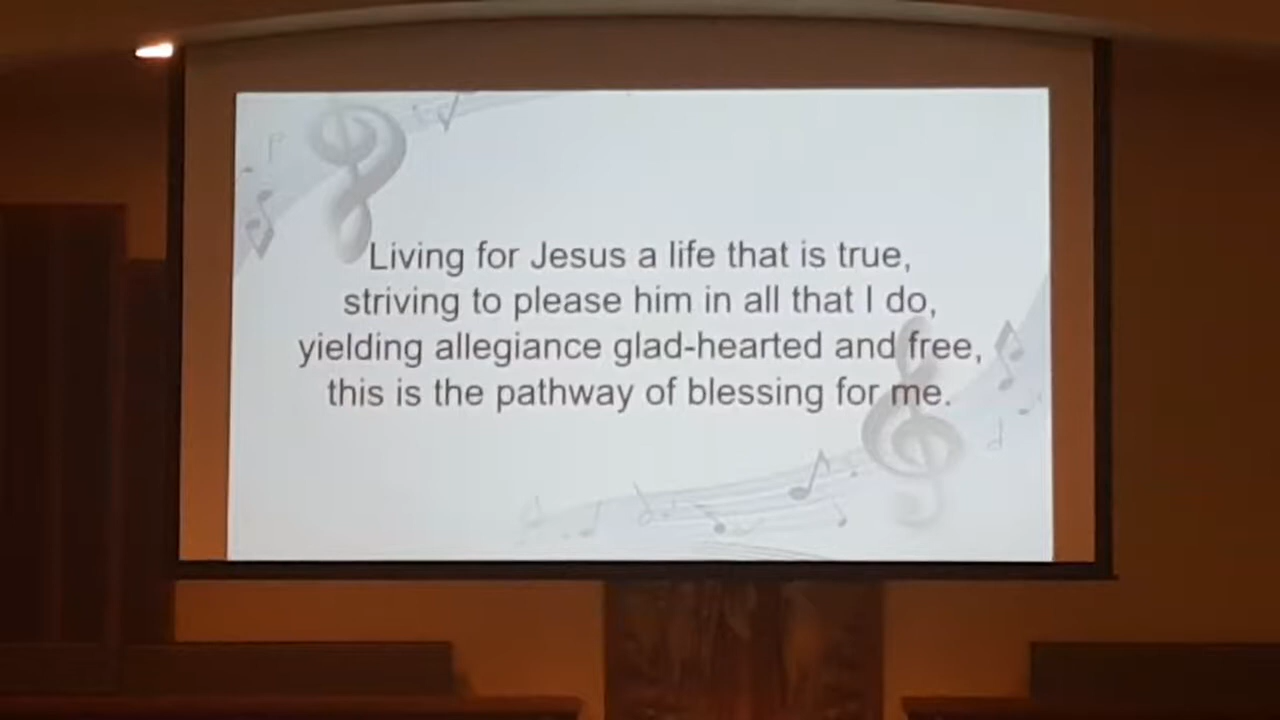 Living for Jesus a life that is true,
striving to please him in all that I do,
yielding allegiance glad-hearted and free,
this is the pathway of blessing for me.